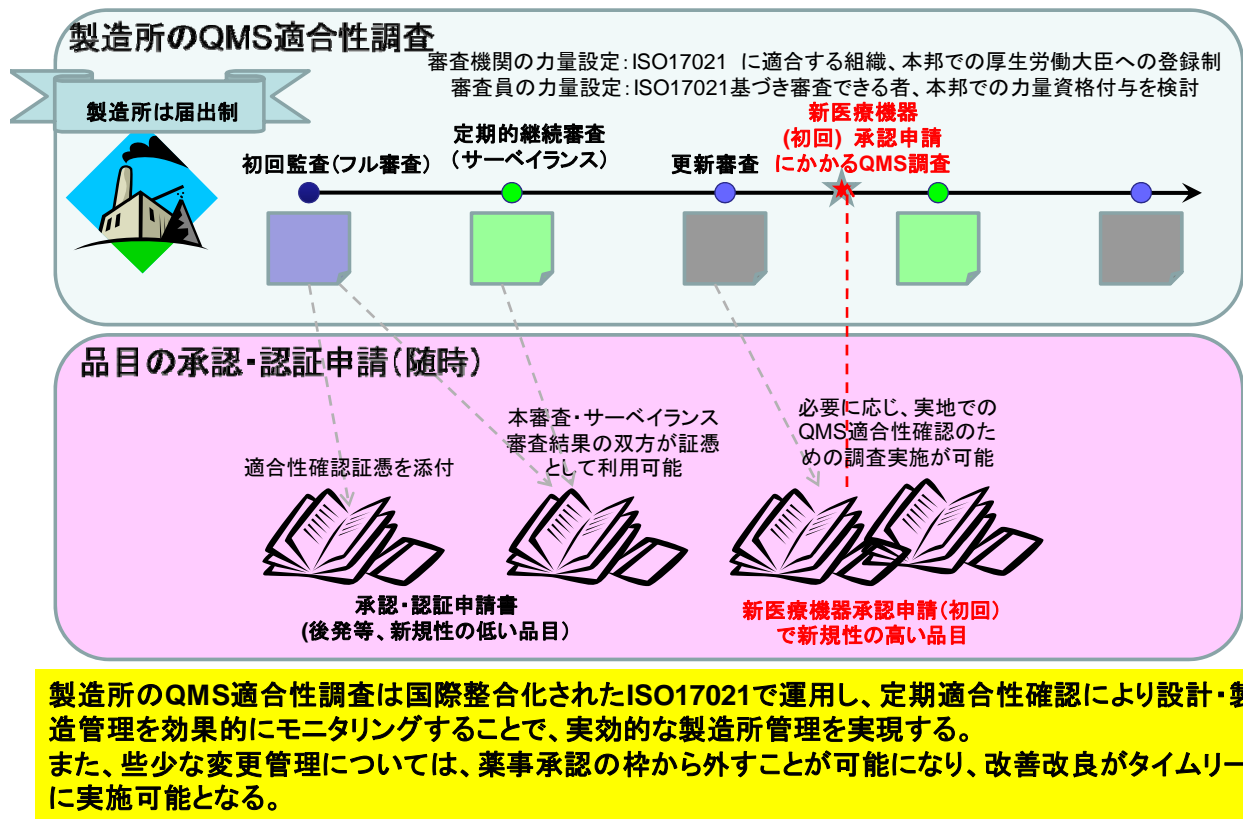 製造所のQMS適合性調査
審査機関の力量設定：ISO17021 に適合する組織、本邦での厚生労働大臣への登録制
審査員の力量設定：ISO17021基づき審査できる者、本邦での力量資格付与を検討
製造所は届出制
初回監査（フル審査）
定期的継続審査
（サーベイランス）
更新審査
新医療機器
(初回) 承認申請
にかかるQMS調査
品目の承認・認証申請（随時）
適合性確認証憑を添付
本審査・サーベイランス
審査結果の双方が証憑
として利用可能
必要に応じ、実地での
QMS適合性確認のた
めの調査実施が可能
承認・認証申請書
(後発等、新規性の低い品目）
新医療機器承認申請（初回）
で新規性の高い品目
製造所のQMS適合性調査は国際整合化されたISO17021で運用し、定期適合性確認により設計・製
造管理を効果的にモニタリングすることで、実効的な製造所管理を実現する。
また、些少な変更管理については、薬事承認の枠から外すことが可能になり、改善改良がタイムリー
に実施可能となる。